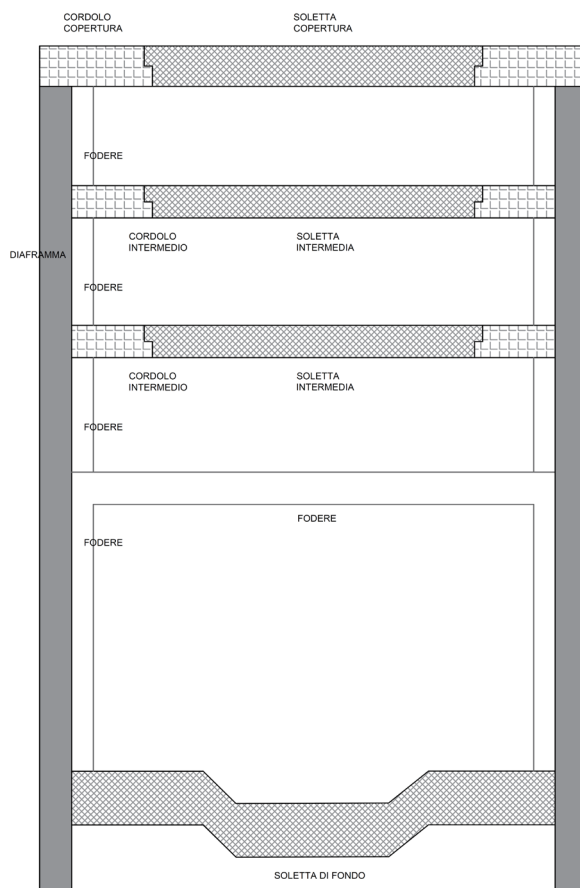 CORDOLO
COPERTURA
SOLETTA
COPERTURA
FODERE
CORDOLO
INTERMEDIO
SOLETTA
INTERMEDIA
DIAFRAMMA
FODERE
CORDOLO
INTERMEDIO
SOLETTA
INTERMEDIA
FODERE
FODERE
FODERE
SOLETTA DI FONDO